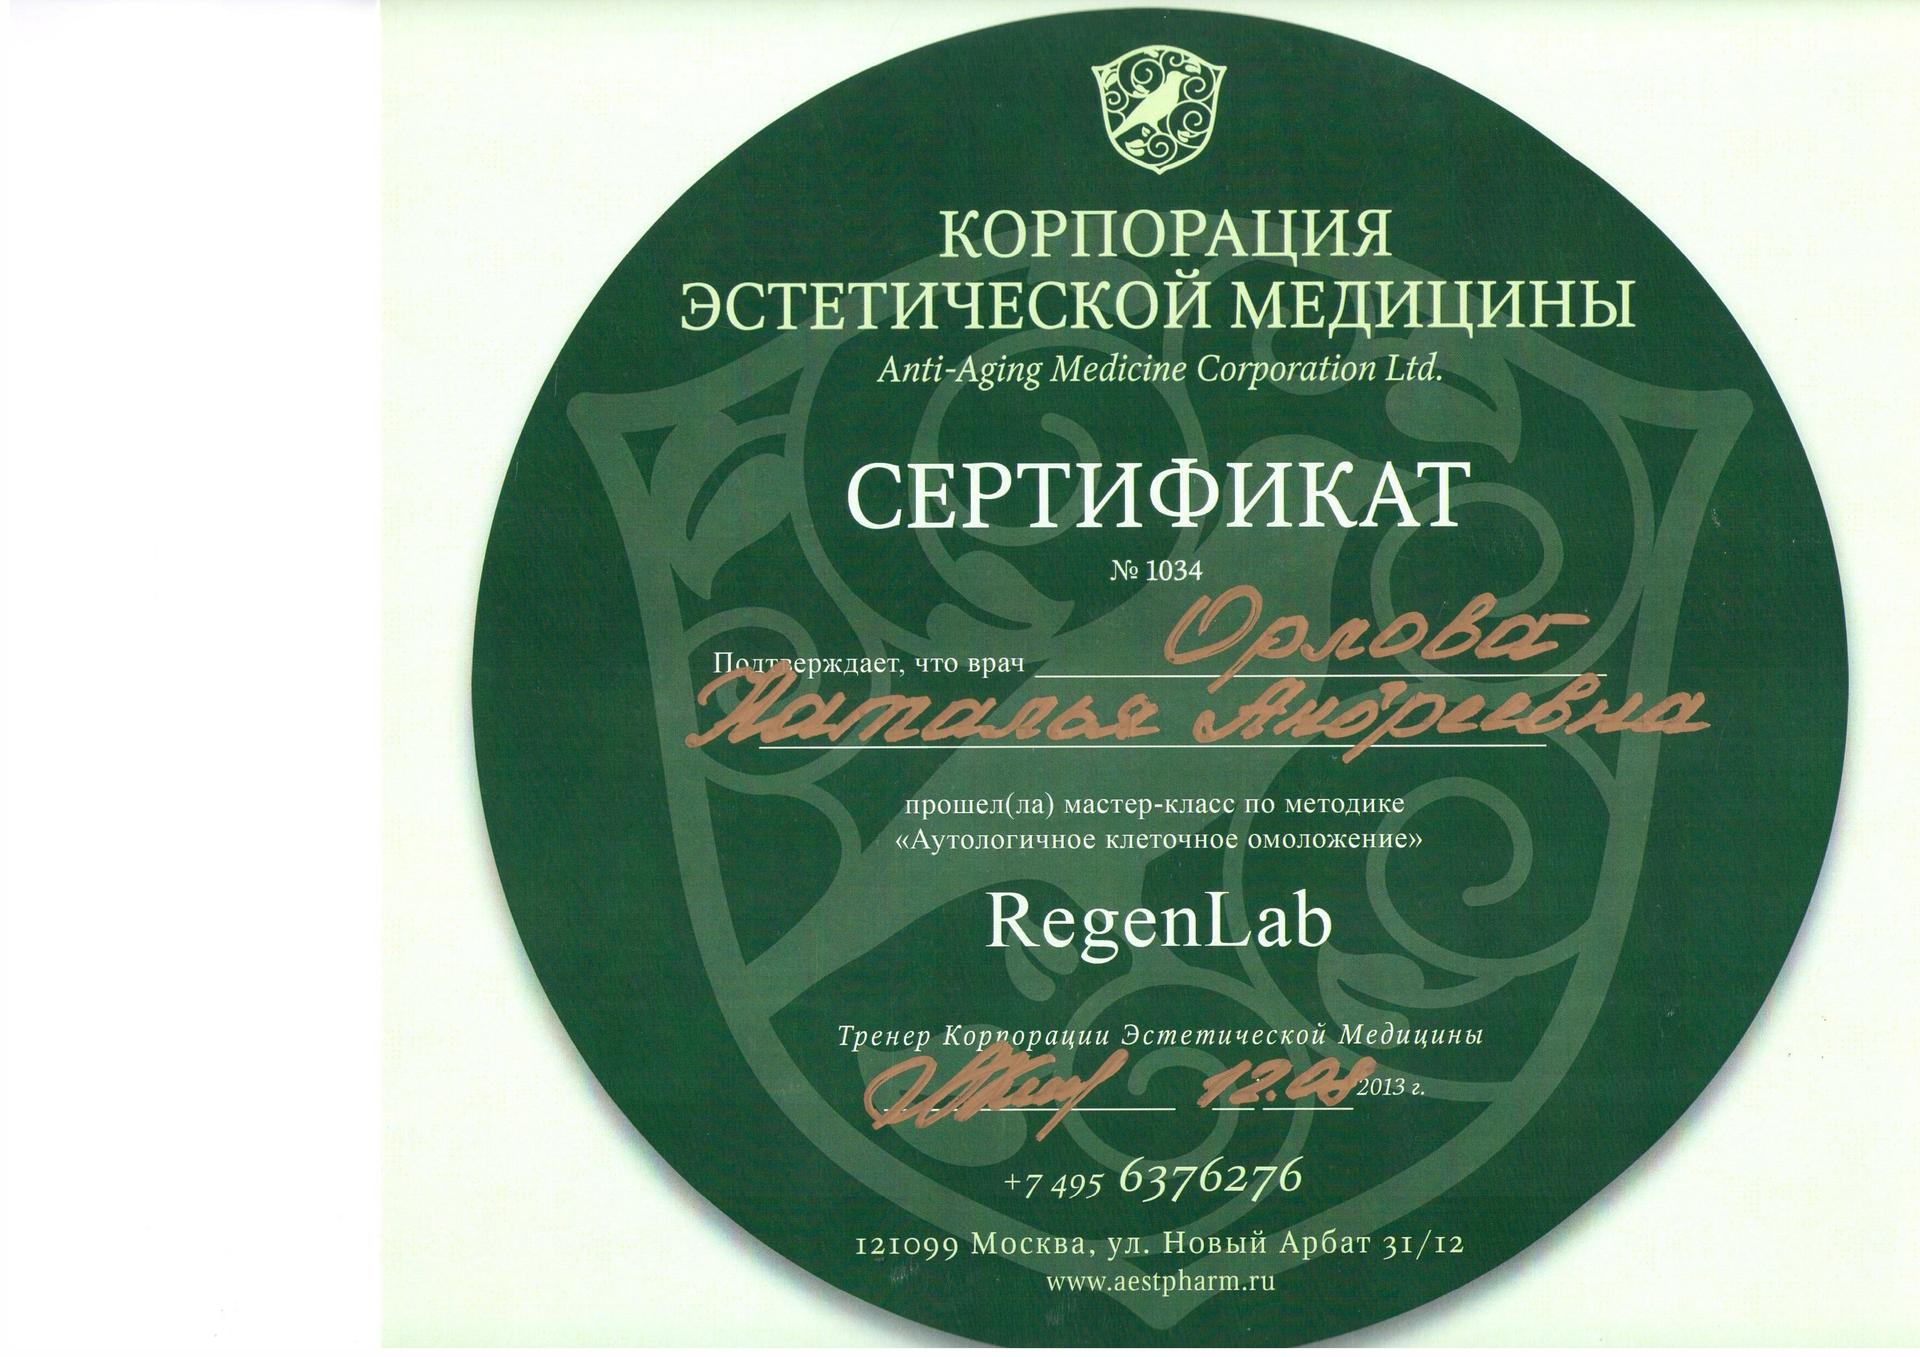 КОРПОРАЦИЯ
ЭСТЕТИЧЕСКОЙ МЕДИЦИНЫ
Anti-Aging Medicine Corporation Ltd.
СЕРТИФИКАТ
№ 1034
Подтверждает, что врач Орлова
Наталья Андреевна
прошел(ла) мастер-класс по методике
«Аутологичное клеточное омоложение»
RegenLab
Тренер Корпорации Эстетической Медицины
12.08 2013 г.
+7 495 6376276
121099 Москва, ул. Новый Арбат 31/12
www.aestpharm.ru